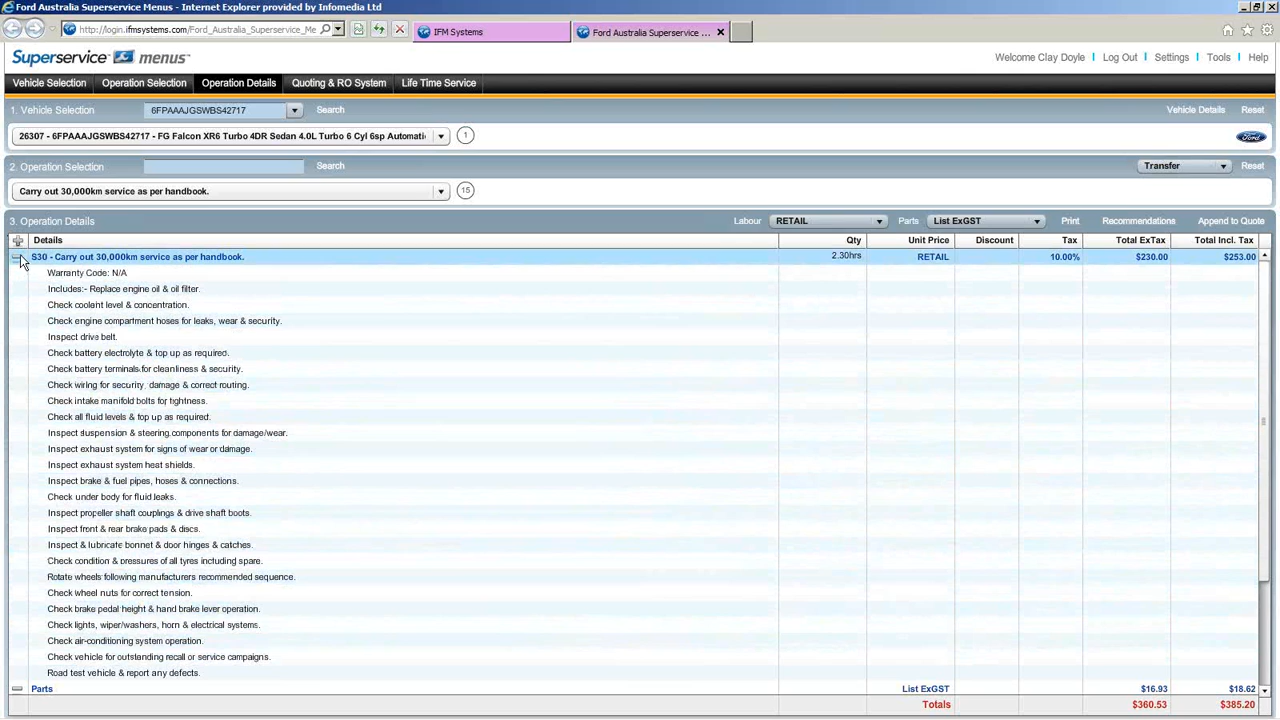 Ford Australia Superservice Menus - Internet Explorer provided by Infomedia Ltd
http://login.ifmsystems.com/Ford_Australia_Superservice_Me
IFM Systems
Ford Australia Superservice ...
Superservice menus
Welcome Clay Doyle Log Out Settings Tools Help
Vehicle Selection Operation Selection Operation Details Quoting & RO System Life Time Service
1. Vehicle Selection 6FPAAAJGSWBS42717 Search Vehicle Details Reset
26307 - 6FPAAAJGSWBS42717 - FG Falcon XR6 Turbo 4DR Sedan 4.0L Turbo 6 Cyl 6sp Automati 1 Ford
2. Operation Selection Search Transfer Reset
Carry out 30,000km service as per handbook. 15
3. Operation Details Labour RETAIL Parts List ExGST Print Recommendations Append to Quote
Details Qty Unit Price Discount Tax Total ExTax Total Incl. Tax
S30 - Carry out 30,000km service as per handbook. 2.30hrs RETAIL 10.00% $230.00 $253.00
Warranty Code: N/A
Includes:- Replace engine oil & oil filter.
Check coolant level & concentration.
Check engine compartment hoses for leaks, wear & security.
Inspect drive belt.
Check battery electrolyte & top up as required.
Check battery terminals for cleanliness & security.
Check wiring for security damage & correct routing.
Check intake manifold bolts for tightness.
Check all fluid levels & top up as required.
Inspect suspension & steering components for damage/wear.
Inspect exhaust system for signs of wear or damage.
Inspect exhaust system heat shields.
Inspect brake & fuel pipes, hoses & connections.
Check under body for fluid leaks.
Inspect propeller shaft couplings & drive shaft boots.
Inspect front & rear brake pads & discs.
Inspect & lubricate bonnet & door hinges & catches.
Check condition & pressures of all tyres including spare.
Rotate wheels following manufacturers recommended sequence.
Check wheel nuts for correct tension.
Check brake pedal height & hand brake lever operation.
Check lights, wiper/washers, horn & electrical systems.
Check air-conditioning system operation.
Check vehicle for outstanding recall or service campaigns.
Road test vehicle & report any defects.
Parts List ExGST $16.93 $18.62
Totals $360.53 $385.20